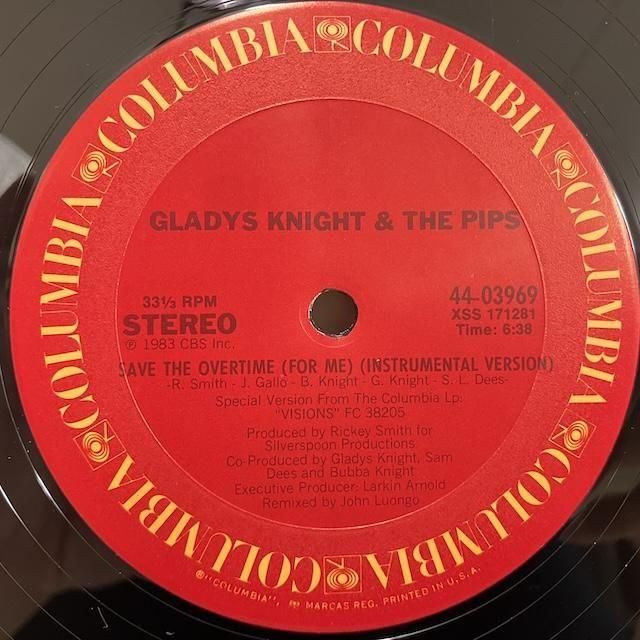 COLUMBIA COLUMBIA COLUMBIA COLUMBIA COLUMBIA COLUMBIA COLUMBIA
GLADYS KNIGHT & THE PIPS
33⅓ RPM
STEREO
℗ 1983 CBS Inc.
44-03969
XSS 171281
Time: 6:38
SAVE THE OVERTIME (FOR ME) (INSTRUMENTAL VERSION)
-R. Smith - J. Gallo - B. Knight - G. Knight - S. L. Dees-
Special Version From The Columbia Lp:
"VISIONS" FC 38205
Produced by Rickey Smith for
Silverspoon Productions
Co-Produced by Gladys Knight, Sam
Dees and Bubba Knight
Executive Producer: Larkin Arnold
Remixed by John Luongo
®"COLUMBIA", MARCAS REG. PRINTED IN U.S.A.